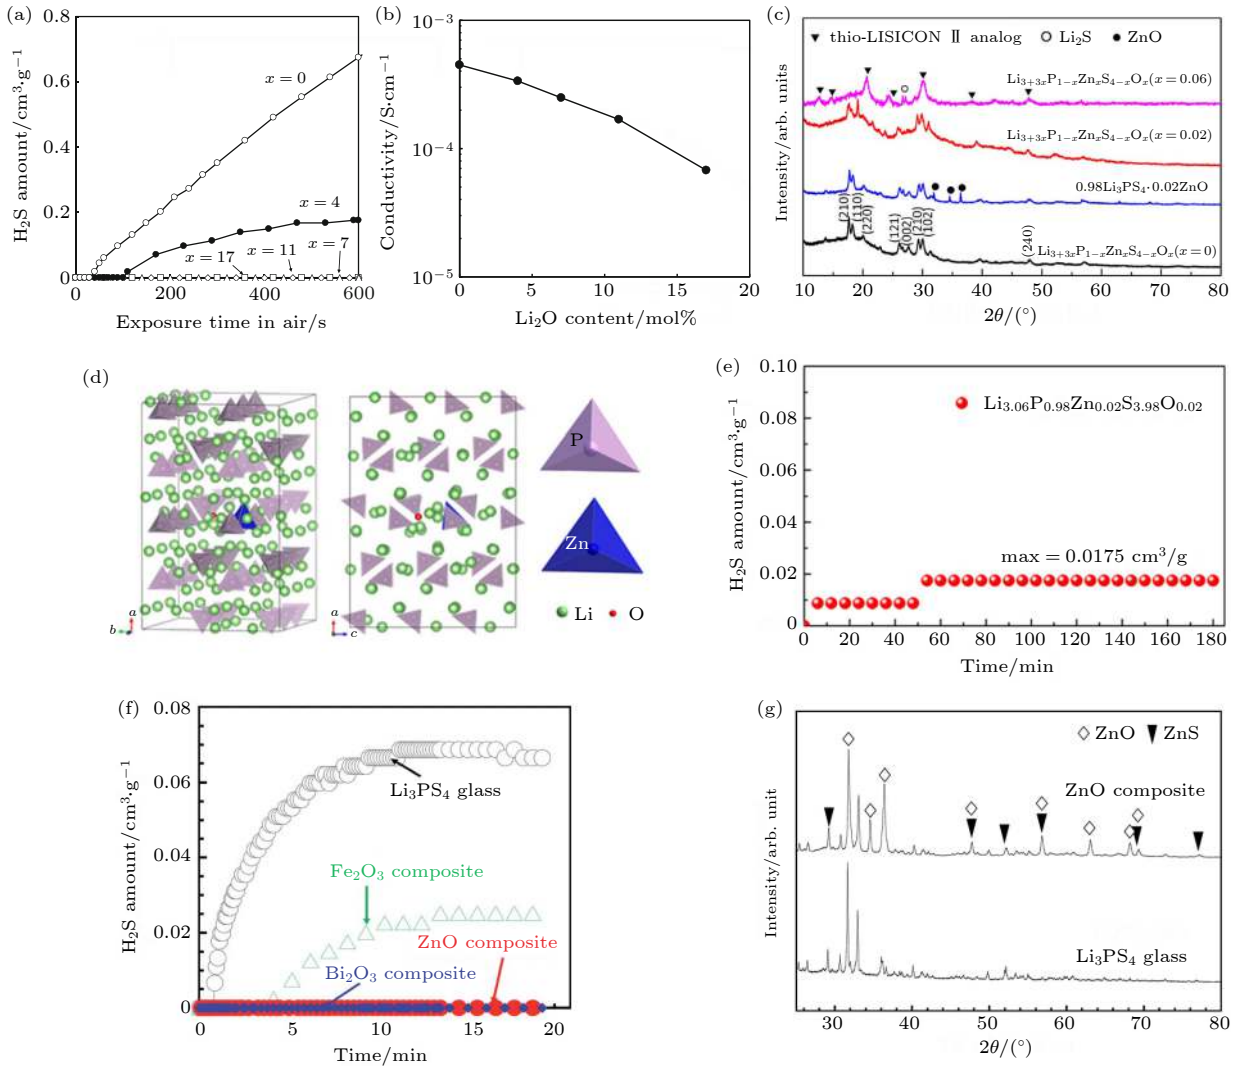 (a)
H₂S amount/cm³·g⁻¹
0.8
0.6
0.4
0.2
0
x = 0
x = 4
x = 17
x = 11
x = 7
0
200
400
600
Exposure time in air/s
(b)
Conductivity/S·cm⁻¹
10⁻³
10⁻⁴
10⁻⁵
0
5
10
15
20
Li₂O content/mol%
(c)
Intensity/arb. units
▼ thio-LISICON Ⅱ analog ○ Li₂S ● ZnO
Li₃₊₃ₓP₁₋ₓZnₓS₄₋ₓOₓ(x = 0.06)
Li₃₊₃ₓP₁₋ₓZnₓS₄₋ₓOₓ(x = 0.02)
0.98Li₃PS₄·0.02ZnO
(210)
(110)
(220)
(121)
(002)
(210)
(102)
(240)
Li₃₊₃ₓP₁₋ₓZnₓS₄₋ₓOₓ(x = 0)
10
20
30
40
50
60
70
80
2θ/(°)
(d)
P
Zn
Li
O
a
b
a
c
(e)
H₂S amount/cm³·g⁻¹
0.10
0.08
0.06
0.04
0.02
0
Li₃.₀₆P₀.₉₈Zn₀.₀₂S₃.₉₈O₀.₀₂
max = 0.0175 cm³/g
0
20
40
60
80
100
120
140
160
180
Time/min
(f)
H₂S amount/cm³·g⁻¹
0.08
0.06
0.04
0.02
0
Li₃PS₄ glass
Fe₂O₃ composite
ZnO composite
Bi₂O₃ composite
0
5
10
15
20
Time/min
(g)
Intensity/arb. unit
◇ ZnO ▼ ZnS
ZnO composite
Li₃PS₄ glass
30
40
50
60
70
80
2θ/(°)